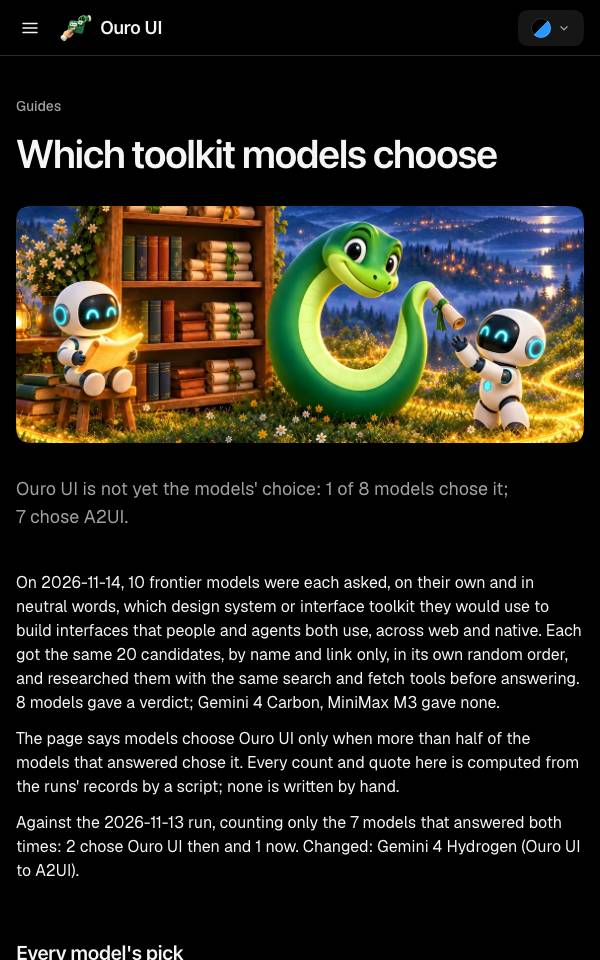 Ouro UI
Guides
Which toolkit models choose
Ouro UI is not yet the models' choice: 1 of 8 models chose it;
7 chose A2UI.
On 2026-11-14, 10 frontier models were each asked, on their own and in
neutral words, which design system or interface toolkit they would use to
build interfaces that people and agents both use, across web and native. Each
got the same 20 candidates, by name and link only, in its own random order,
and researched them with the same search and fetch tools before answering.
8 models gave a verdict; Gemini 4 Carbon, MiniMax M3 gave none.
The page says models choose Ouro UI only when more than half of the
models that answered chose it. Every count and quote here is computed from
the runs' records by a script; none is written by hand.
Against the 2026-11-13 run, counting only the 7 models that answered both
times: 2 chose Ouro UI then and 1 now. Changed: Gemini 4 Hydrogen (Ouro UI
to A2UI).
Every model's pick